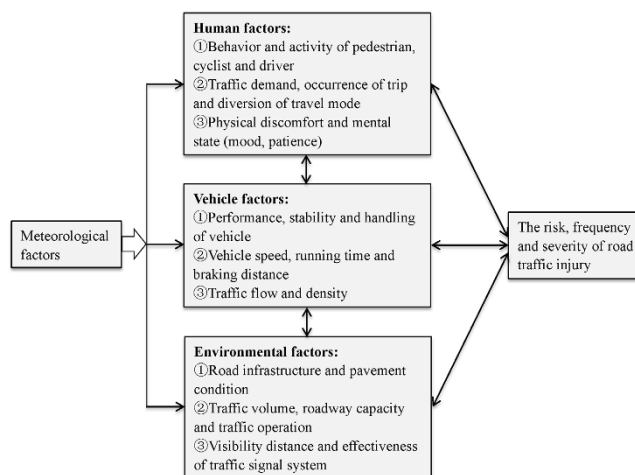 Human factors:
①Behavior and activity of pedestrian,
cyclist and driver
②Traffic demand, occurrence of trip
and diversion of travel mode
③Physical discomfort and mental
state (mood, patience)
Meteorological
factors
Vehicle factors:
①Performance, stability and handling
of vehicle
②Vehicle speed, running time and
braking distance
③Traffic flow and density
The risk, frequency
and severity of road
traffic injury
Environmental factors:
①Road infrastructure and pavement
condition
②Traffic volume, roadway capacity
and traffic operation
③Visibility distance and effectiveness
of traffic signal system